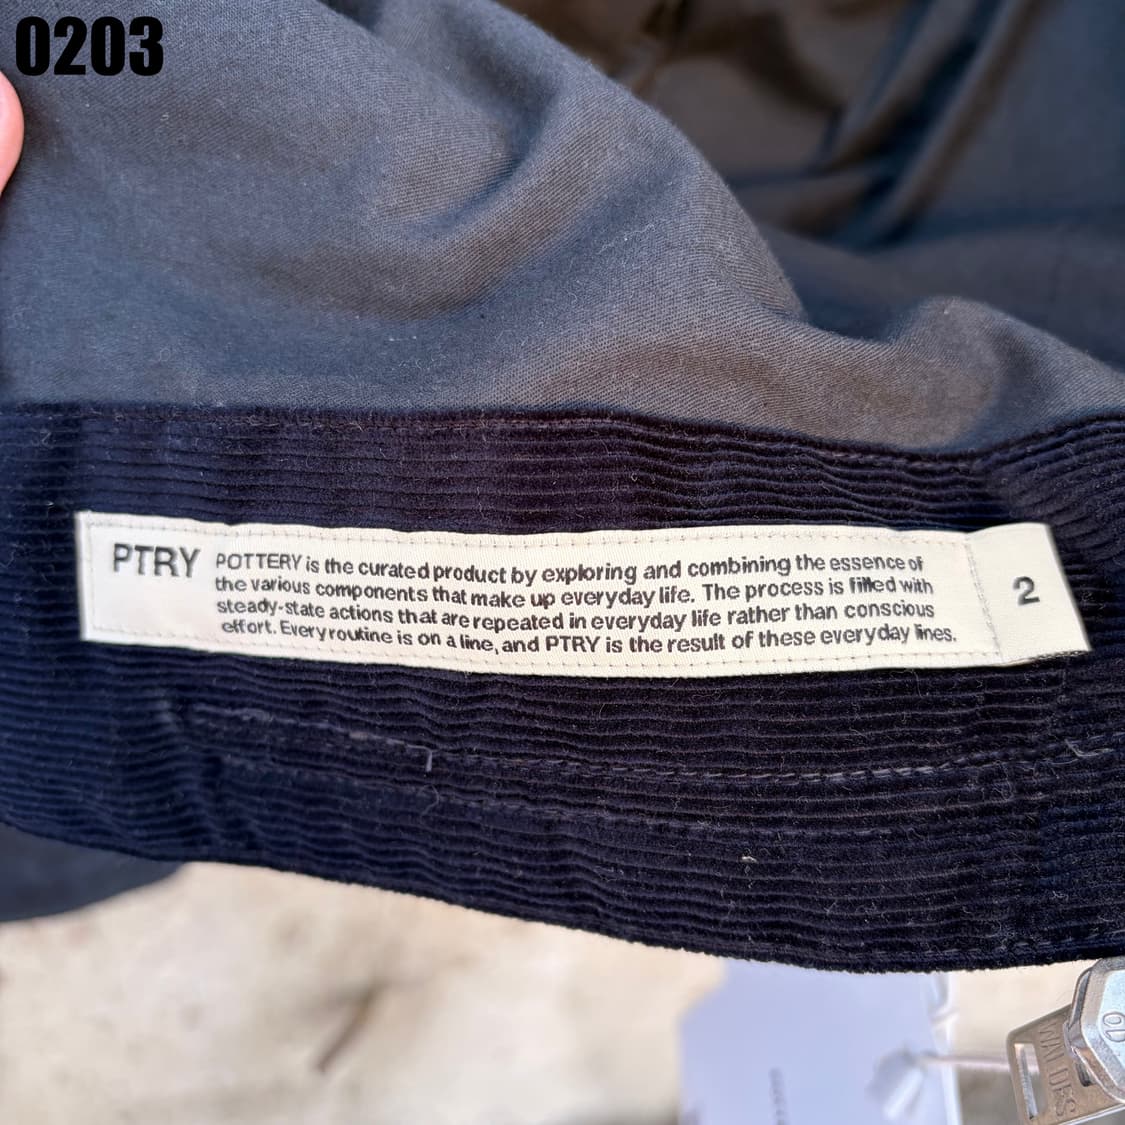 0203
PTRY
POTTERY is the curated product by exploring and combining the essence of
the various components that make up everyday life. The process is filled with
steady-state actions that are repeated in everyday life rather than conscious
effort. Every routine is on a line, and PTRY is the result of these everyday lines.
2
WALDES